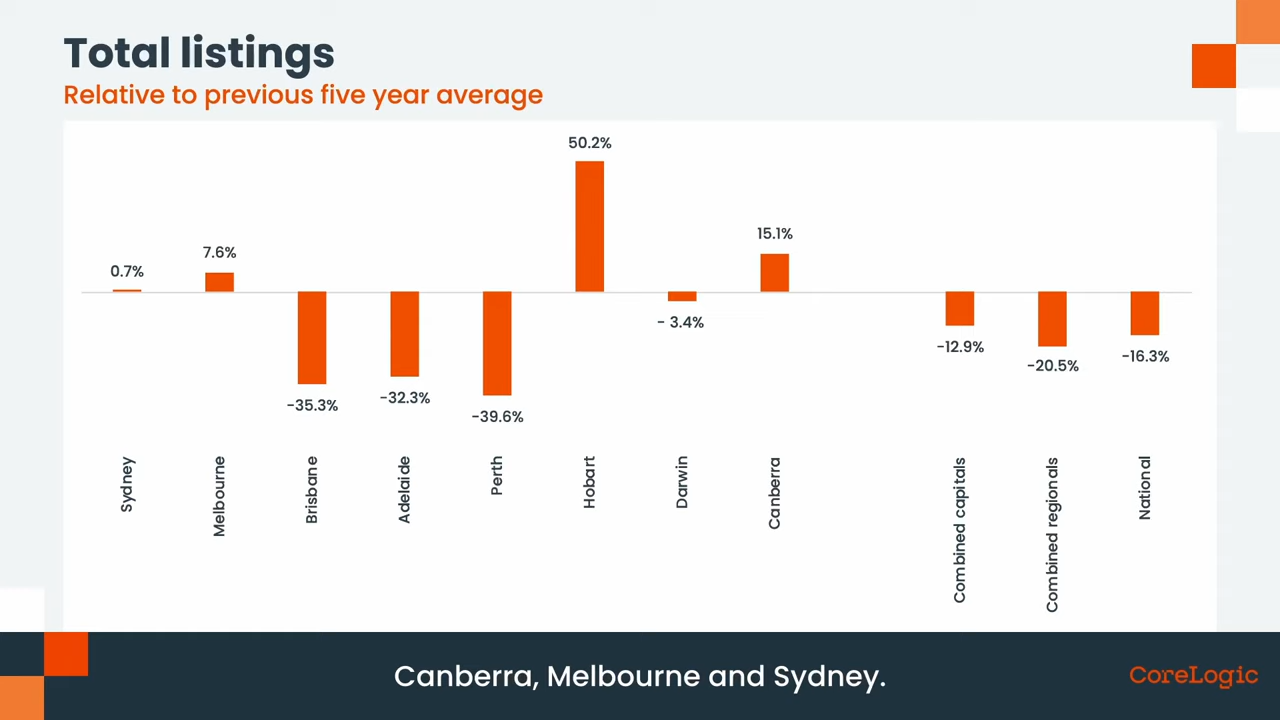 Total listings
Relative to previous five year average
50.2%
15.1%
7.6%
0.7%
- 3.4%
-12.9%
-20.5%
-16.3%
-35.3%
-32.3%
-39.6%
Sydney
Melbourne
Brisbane
Adelaide
Perth
Hobart
Darwin
Canberra
Combined capitals
Combined regionals
National
Canberra, Melbourne and Sydney.
CoreLogic